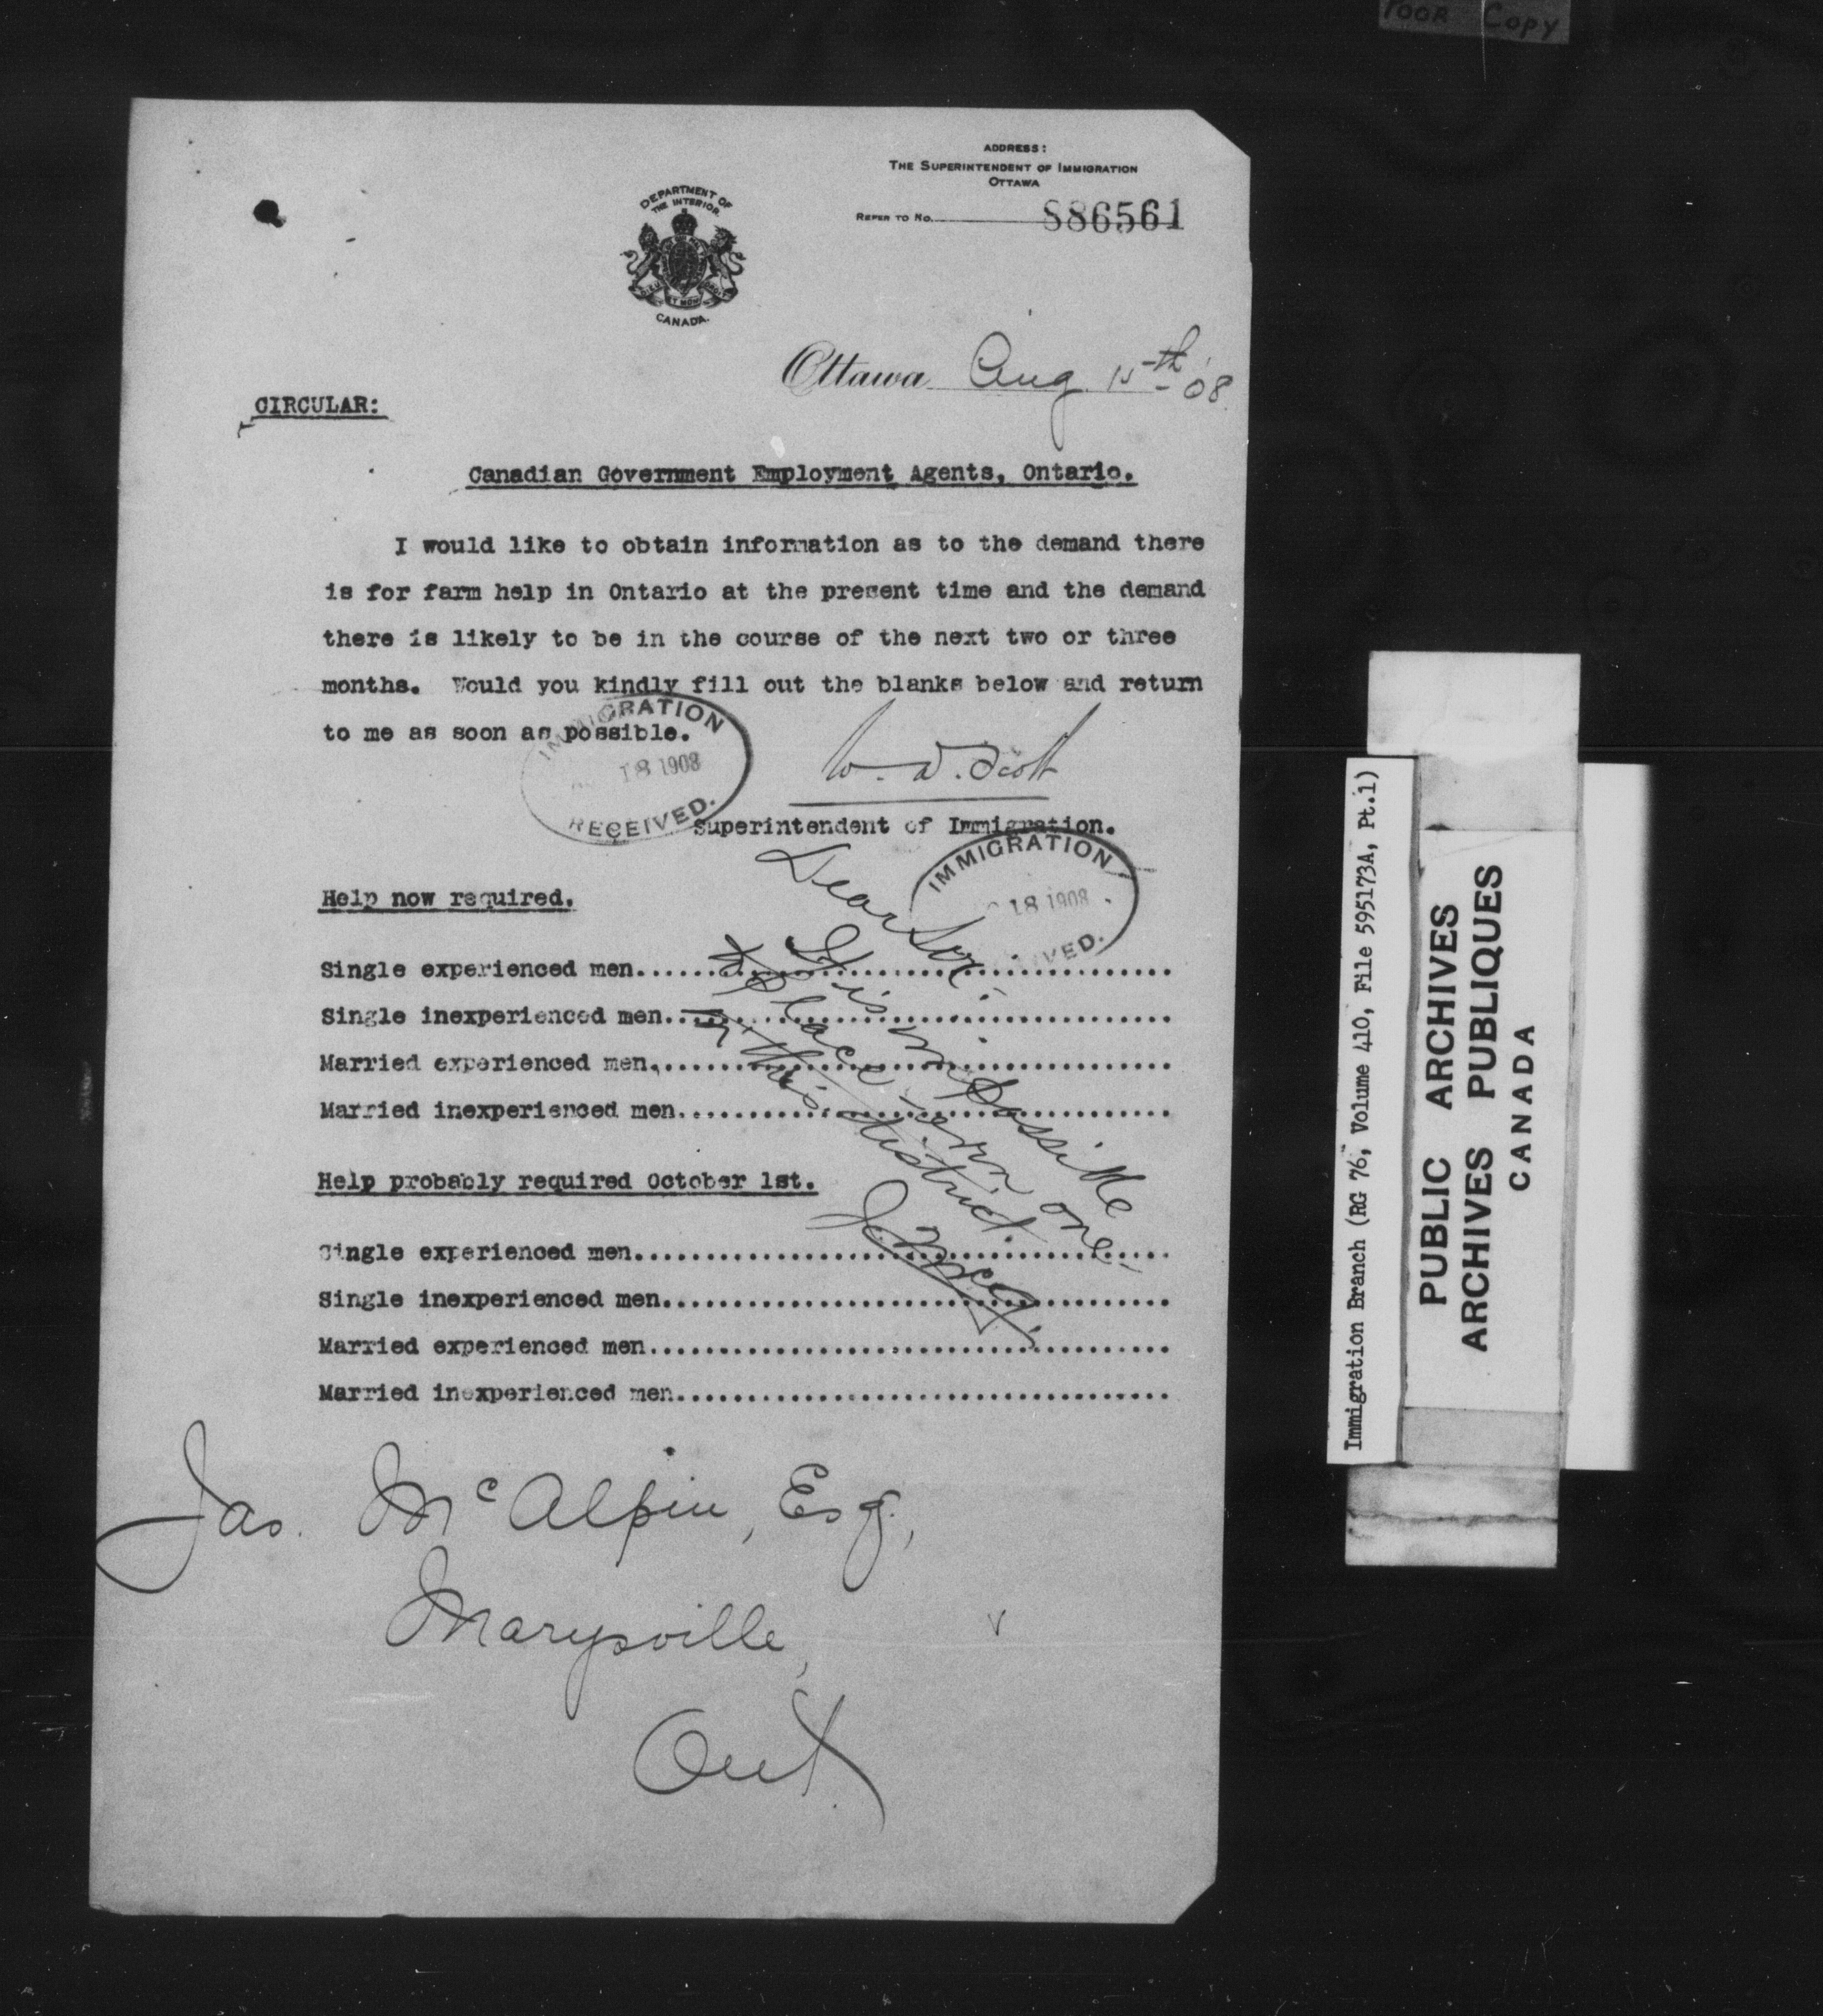 POOR COPY
ADDRESS:
THE SUPERINTENDENT OF IMMIGRATION
OTTAWA
REFER TO NO. 886561
DEPARTMENT OF
THE INTERIOR
DIEU ET MON DROIT
CANADA.
Ottawa Aug 15th '08.
CIRCULAR:
Canadian Government Employment Agents, Ontario.
I would like to obtain information as to the demand there
is for farm help in Ontario at the present time and the demand
there is likely to be in the course of the next two or three
months. Would you kindly fill out the blanks below and return
to me as soon as possible.
IMMIGRATION
18 1908
RECEIVED.
W. D. Scott
Superintendent of Immigration.
IMMIGRATION
18 1908
VED.
Help now required.
Single experienced men
Single inexperienced men
Married experienced men
Married inexperienced men
Dear Sir:
It is impossible
to place even one
in this district.
J. McA.
Help probably required October 1st.
Single experienced men
Single inexperienced men
Married experienced men
Married inexperienced men
Jas. McAlpin, Esq.,
Marysville,
Ont.
Immigration Branch (RG 76, Volume 410, File 595173A, Pt.1)
PUBLIC ARCHIVES
ARCHIVES PUBLIQUES
CANADA